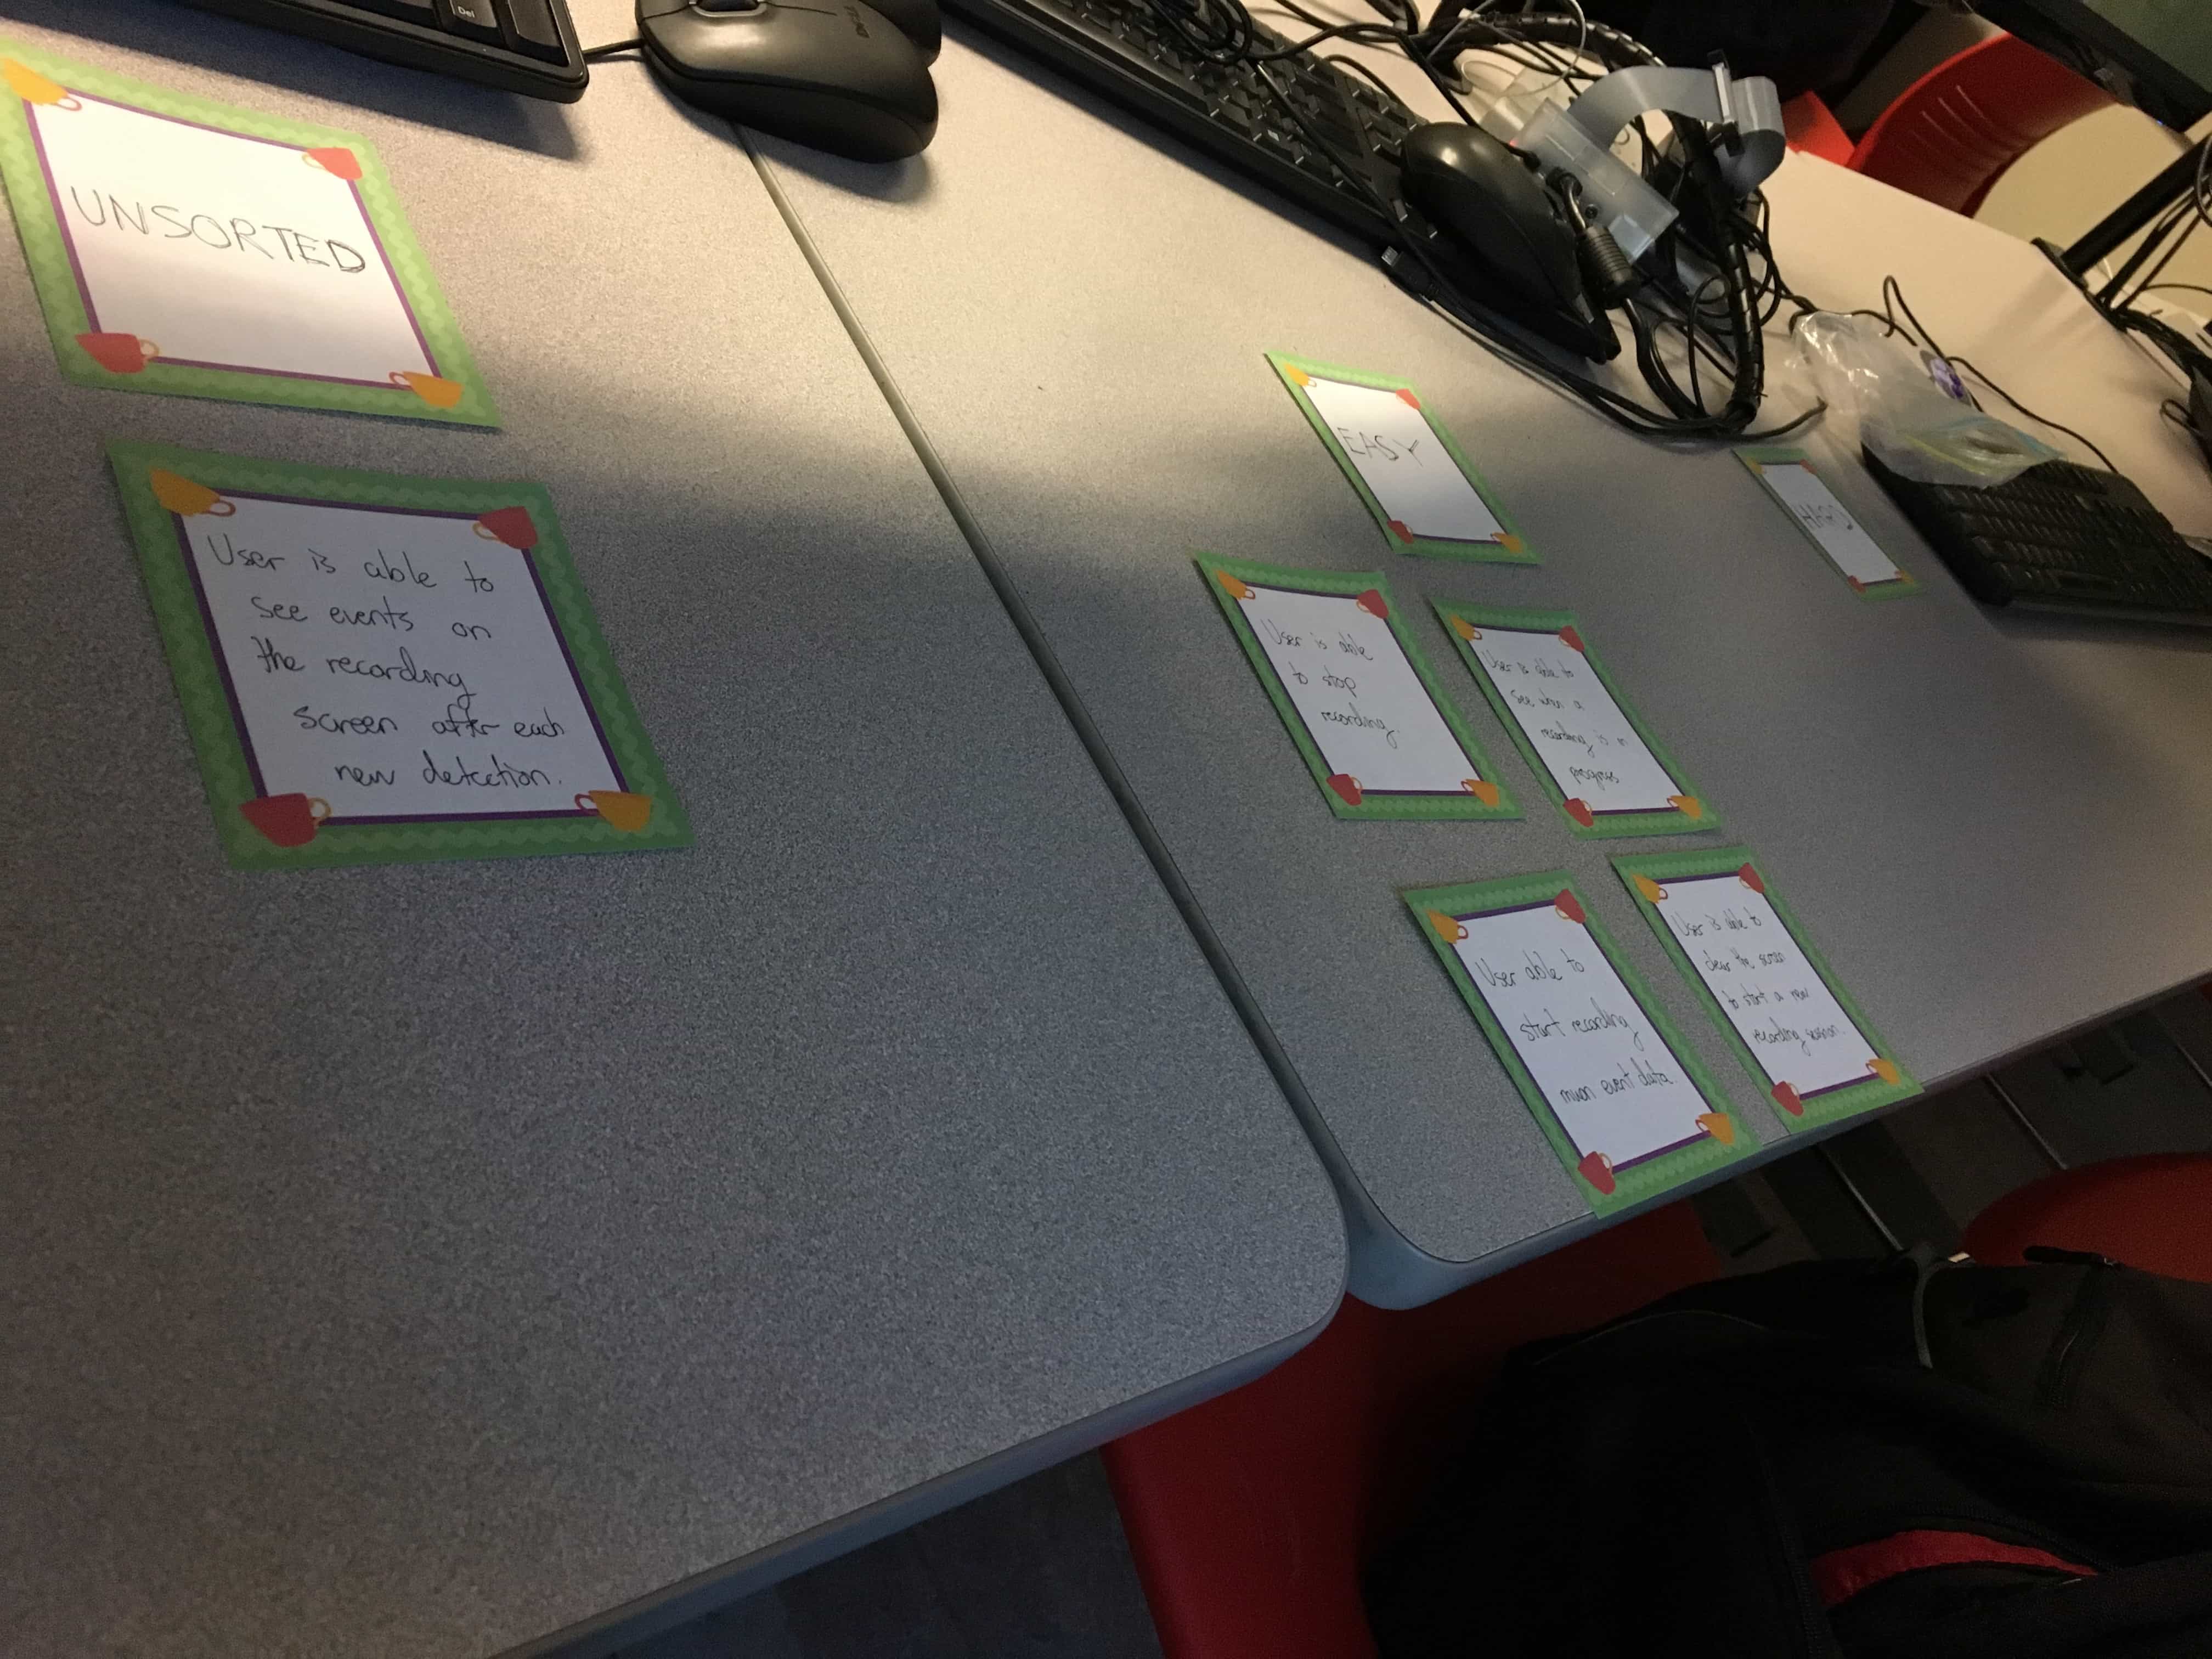 Del
DELL
UNSORTED
User is able to
see events on
the recording
screen after each
new detection.
EASY
User is able
to stop
recording.
User is able to
see when a
recording is in
progress
User able to
start recording
muon event data.
User is able to
clear the screen
to start a new
recording session.
HARD